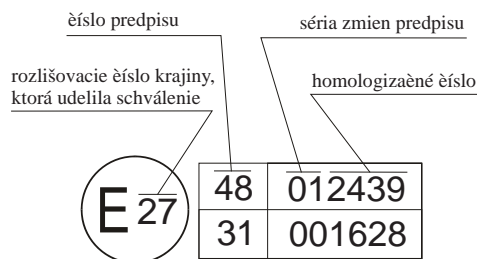 èíslo predpisu
séria zmien predpisu
rozlišovacie èíslo krajiny,
ktorá udelila schválenie
homologizaèné èíslo
E 27
48 012439
31 001628